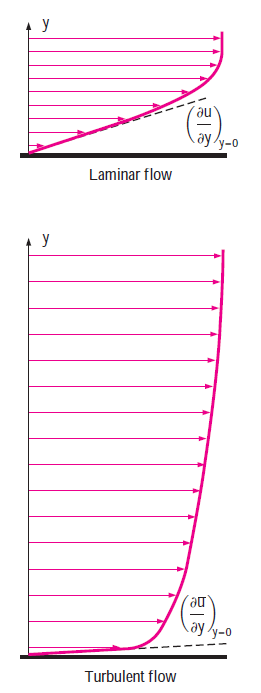 y
(∂u/∂y)y=0
Laminar flow
y
(∂u̅/∂y)y=0
Turbulent flow